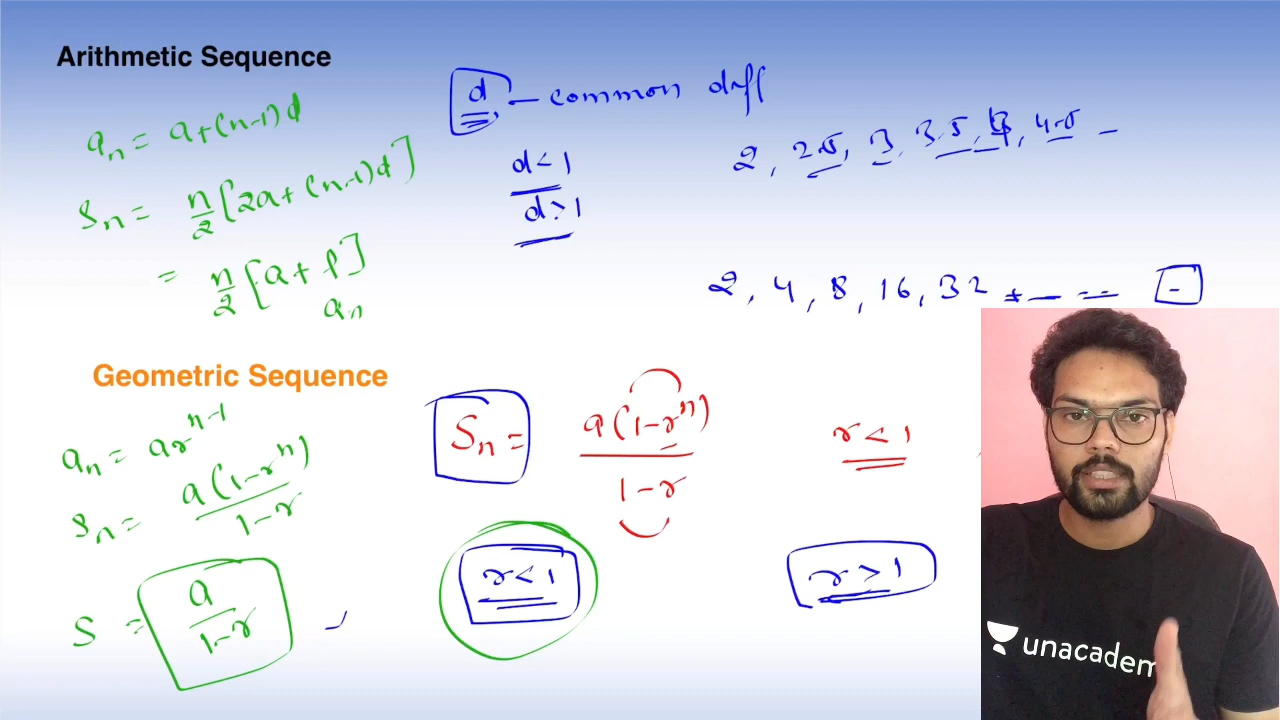 Arithmetic Sequence
aₙ = a+(n-1)d
Sₙ = n/2 [2a+(n-1)d]
= n/2 [a+l]
aₙ
d - common diff
d<1
d>1
2, 2.5, 3, 3.5, 4, 4.5 -
2, 4, 8, 16, 32
Geometric Sequence
aₙ = arⁿ⁻¹
Sₙ = a(1-rⁿ)/1-r
S = a/1-r
Sₙ = a(1-rⁿ)/1-r
r<1
r<1
r>1
unacadem